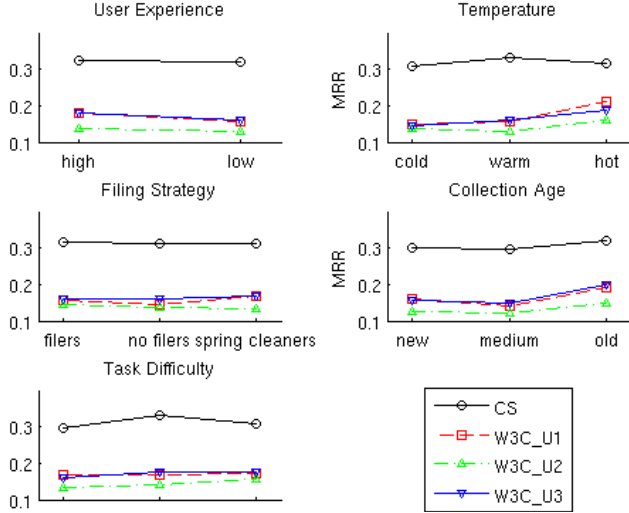 User Experience
0.3
0.2
0.1
high
low
Temperature
MRR
0.3
0.2
0.1
cold
warm
hot
Filing Strategy
0.3
0.2
0.1
filers
no filers
spring cleaners
Collection Age
MRR
0.3
0.2
0.1
new
medium
old
Task Difficulty
0.3
0.2
0.1
CS
W3C_U1
W3C_U2
W3C_U3